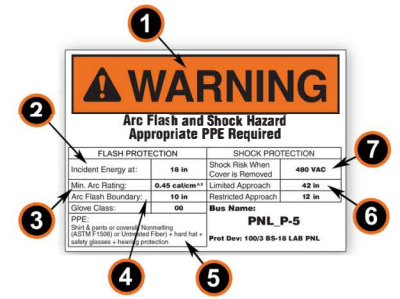 1
WARNING
Arc Flash and Shock Hazard
Appropriate PPE Required
2
FLASH PROTECTION SHOCK PROTECTION
7
Incident Energy at: 18 in Shock Risk When Cover is Removed 480 VAC
3
Min. Arc Rating: 0.45 cal/cm^2 Limited Approach 42 in
6
Arc Flash Boundary: 10 in Restricted Approach 12 in
Glove Class: 00 Bus Name:
PNL_P-5
PPE:
Shirt & pants or coverall, Nonmelting
(ASTM F1506) or Untreated Fiber) + hard hat +
safety glasses + hearing protection
Prot Dev: 100/3 BS-18 LAB PNL
4
5